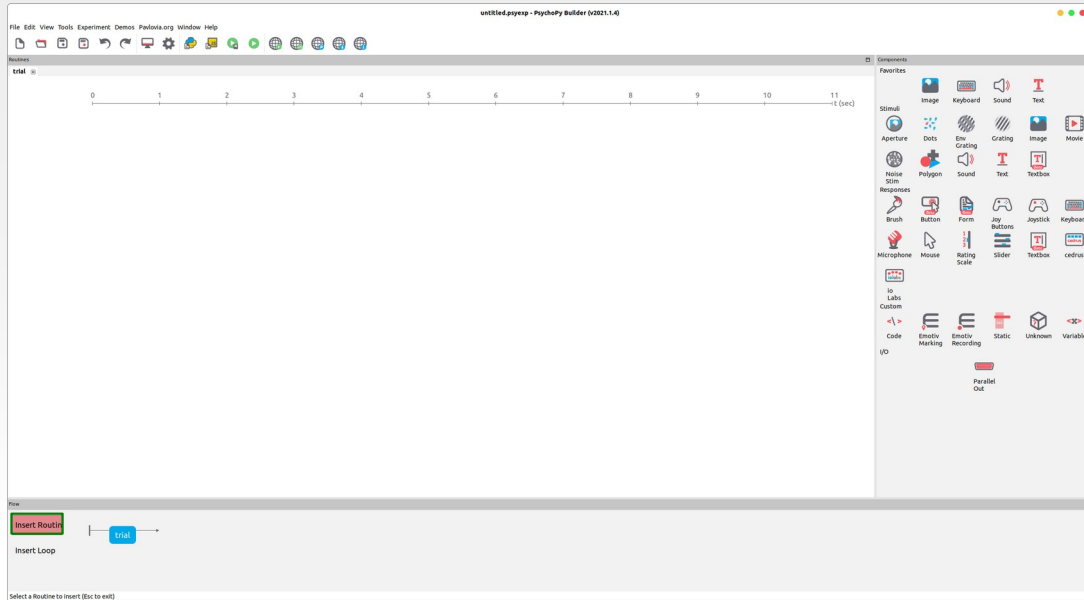 untitled.psyexp - PsychoPy Builder (v2021.1.4)
File Edit View Tools Experiment Demos Pavlovia.org Window Help
Routines
Components
trial
Favorites
0 1 2 3 4 5 6 7 8 9 10 11
t (sec)
Image Keyboard Sound Text
Stimuli
Aperture Dots Env Grating Grating Image Movie
Noise Stim Polygon Sound Text Textbox
Responses
Brush Button Form Joy Buttons Joystick Keyboar
Microphone Mouse Rating Scale Slider Textbox cedrus
io Labs
Custom
Code Emotiv Marking Emotiv Recording Static Unknown Variabl
I/O
Parallel Out
Flow
Insert Routin
trial
Insert Loop
Select a Routine to insert (Esc to exit)